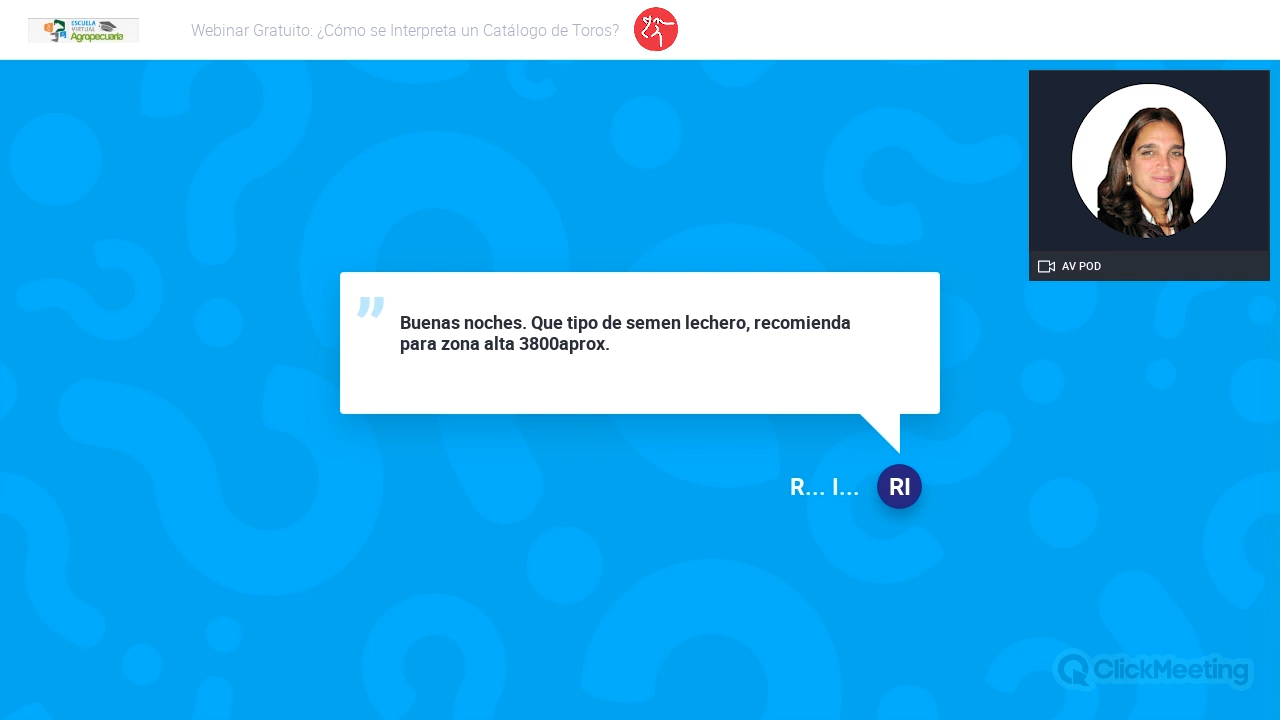 ESCUELA
VIRTUAL
Agropecuaria
Webinar Gratuito: ¿Cómo se Interpreta un Catálogo de Toros?
AV POD
Buenas noches. Que tipo de semen lechero, recomienda
para zona alta 3800aprox.
R... I...
RI
ClickMeeting